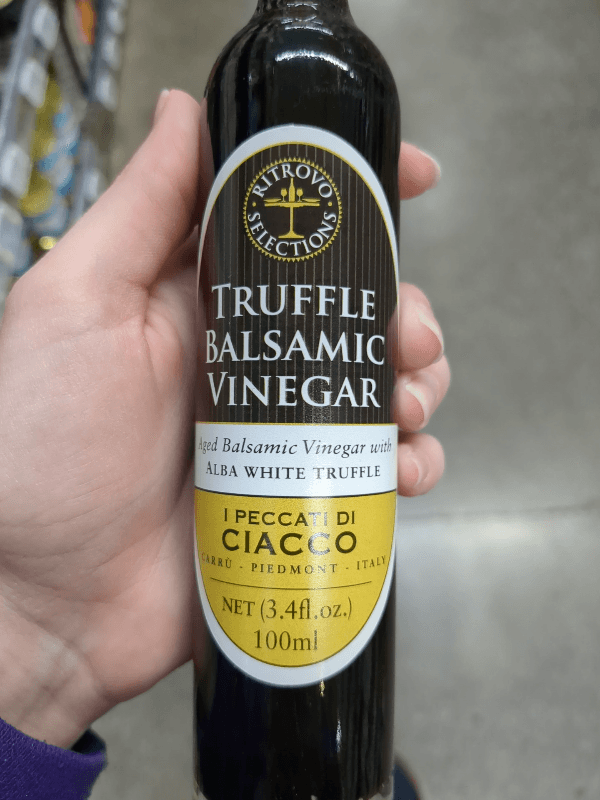 RITROVO
SELECTIONS
TRUFFLE
BALSAMIC
VINEGAR
Aged Balsamic Vinegar with
ALBA WHITE TRUFFLE
I PECCATI DI
CIACCO
CARRÙ - PIEDMONT - ITALY
NET (3.4fl.oz.)
100ml